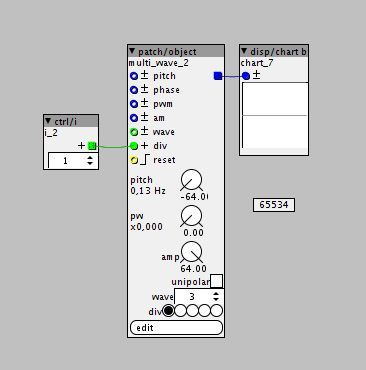 patch/object
multi_wave_2
± pitch
± phase
± pwm
± am
± wave
+ div
reset
pitch
0,13 Hz
-64.0
pw
x0,000
0.00
amp
64.00
unipolar
wave 3
div
edit
disp/chart b
chart_7
±
ctrl/i
i_2
+
1
65534